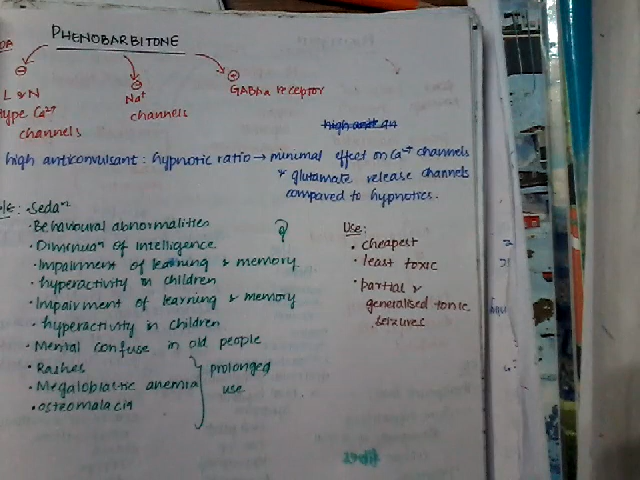 PHENOBARBITONE
⊖ ⊖ ⊕
L & N Na⁺ GABAA receptor
type Ca²⁺ channels
channels
high anticonvulsant : hypnotic ratio → minimal effect on Ca²⁺ channels
& glutamate release channels
compared to hypnotics.
Sedaⁿ
• Behavioural abnormalities
• Diminuaⁿ of intelligence
• Impairment of learning & memory
• hyperactivity in children
• Impairment of learning & memory
• hyperactivity in children
• Mental confuse in old people
• Rashes
• Megaloblastic anemia
• osteomalacia
prolonged
use
Use:
• cheapest
• least toxic
• partial &
generalised tonic
seizures